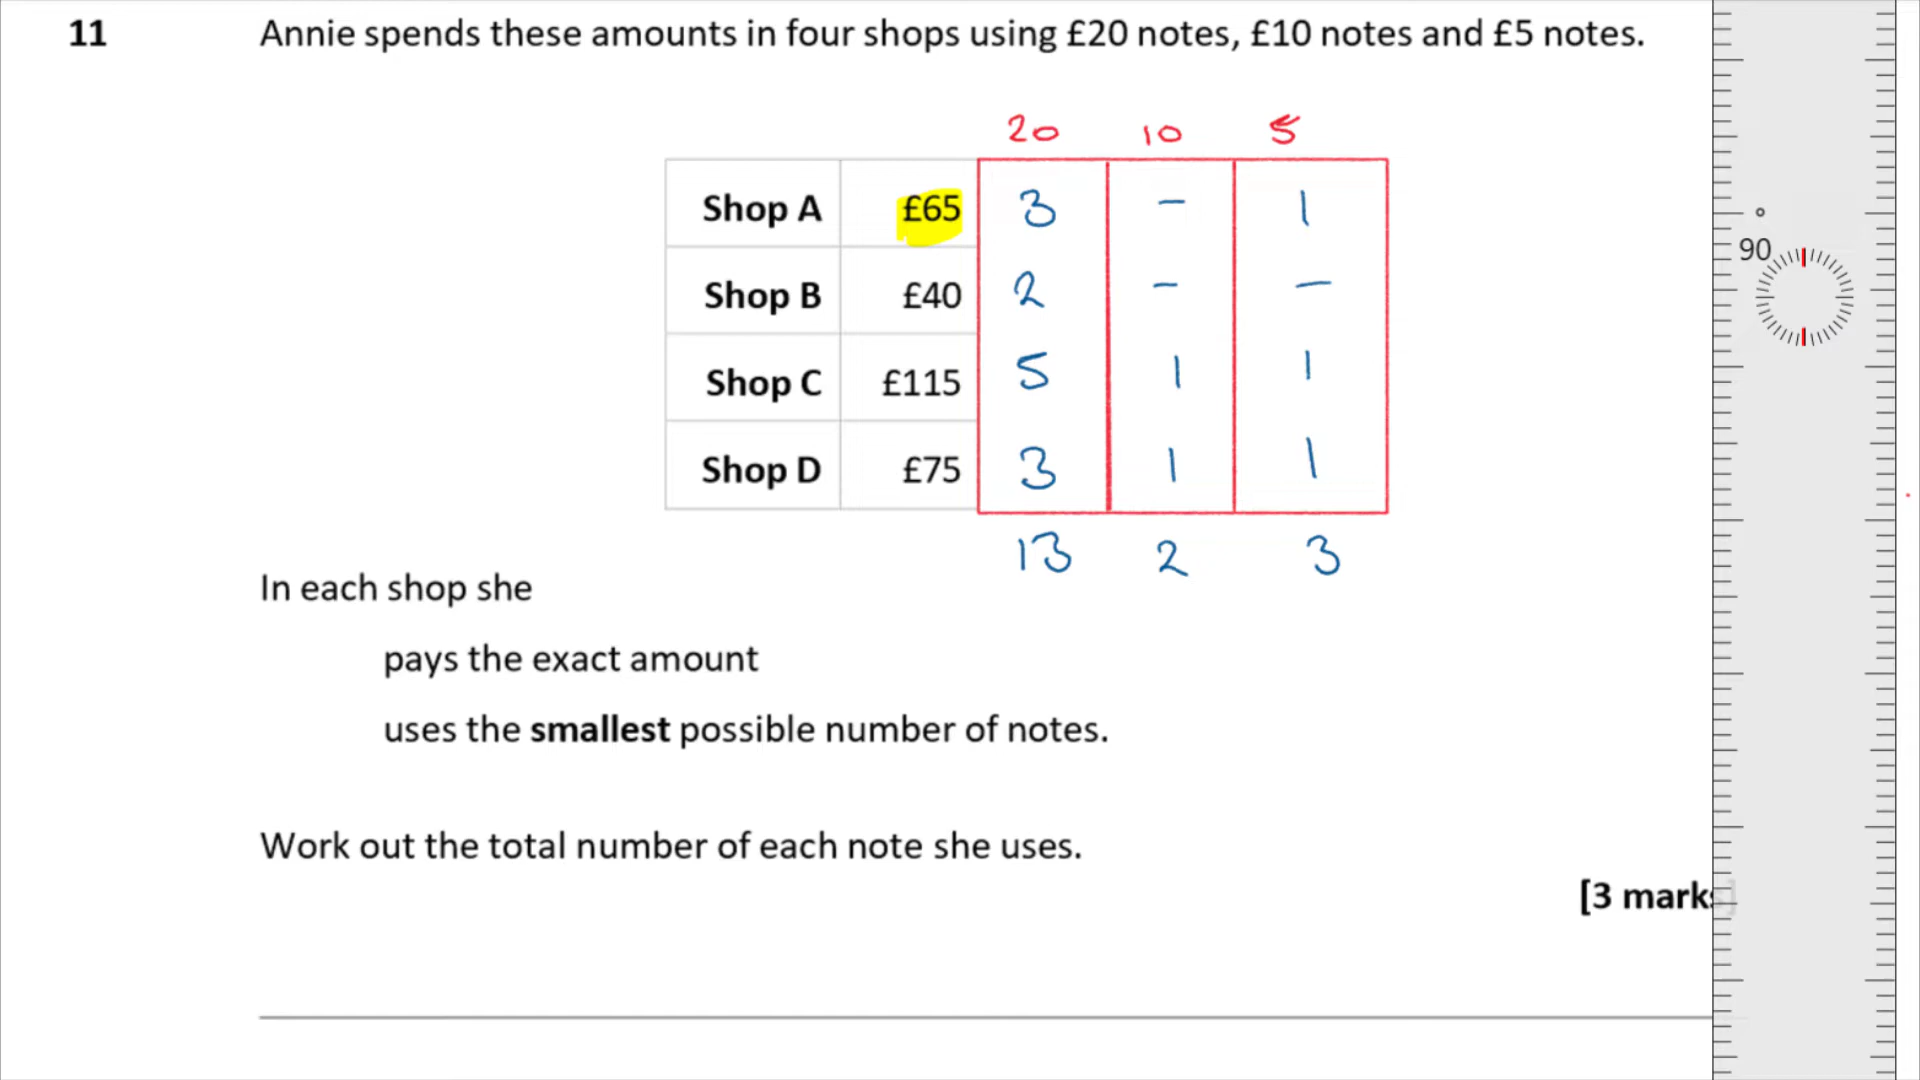 11 Annie spends these amounts in four shops using £20 notes, £10 notes and £5 notes.
20 10 5
Shop A £65 3 - 1
Shop B £40 2 - -
Shop C £115 5 1 1
Shop D £75 3 1 1
13 2 3
In each shop she
pays the exact amount
uses the smallest possible number of notes.
Work out the total number of each note she uses.
[3 marks]
°
90